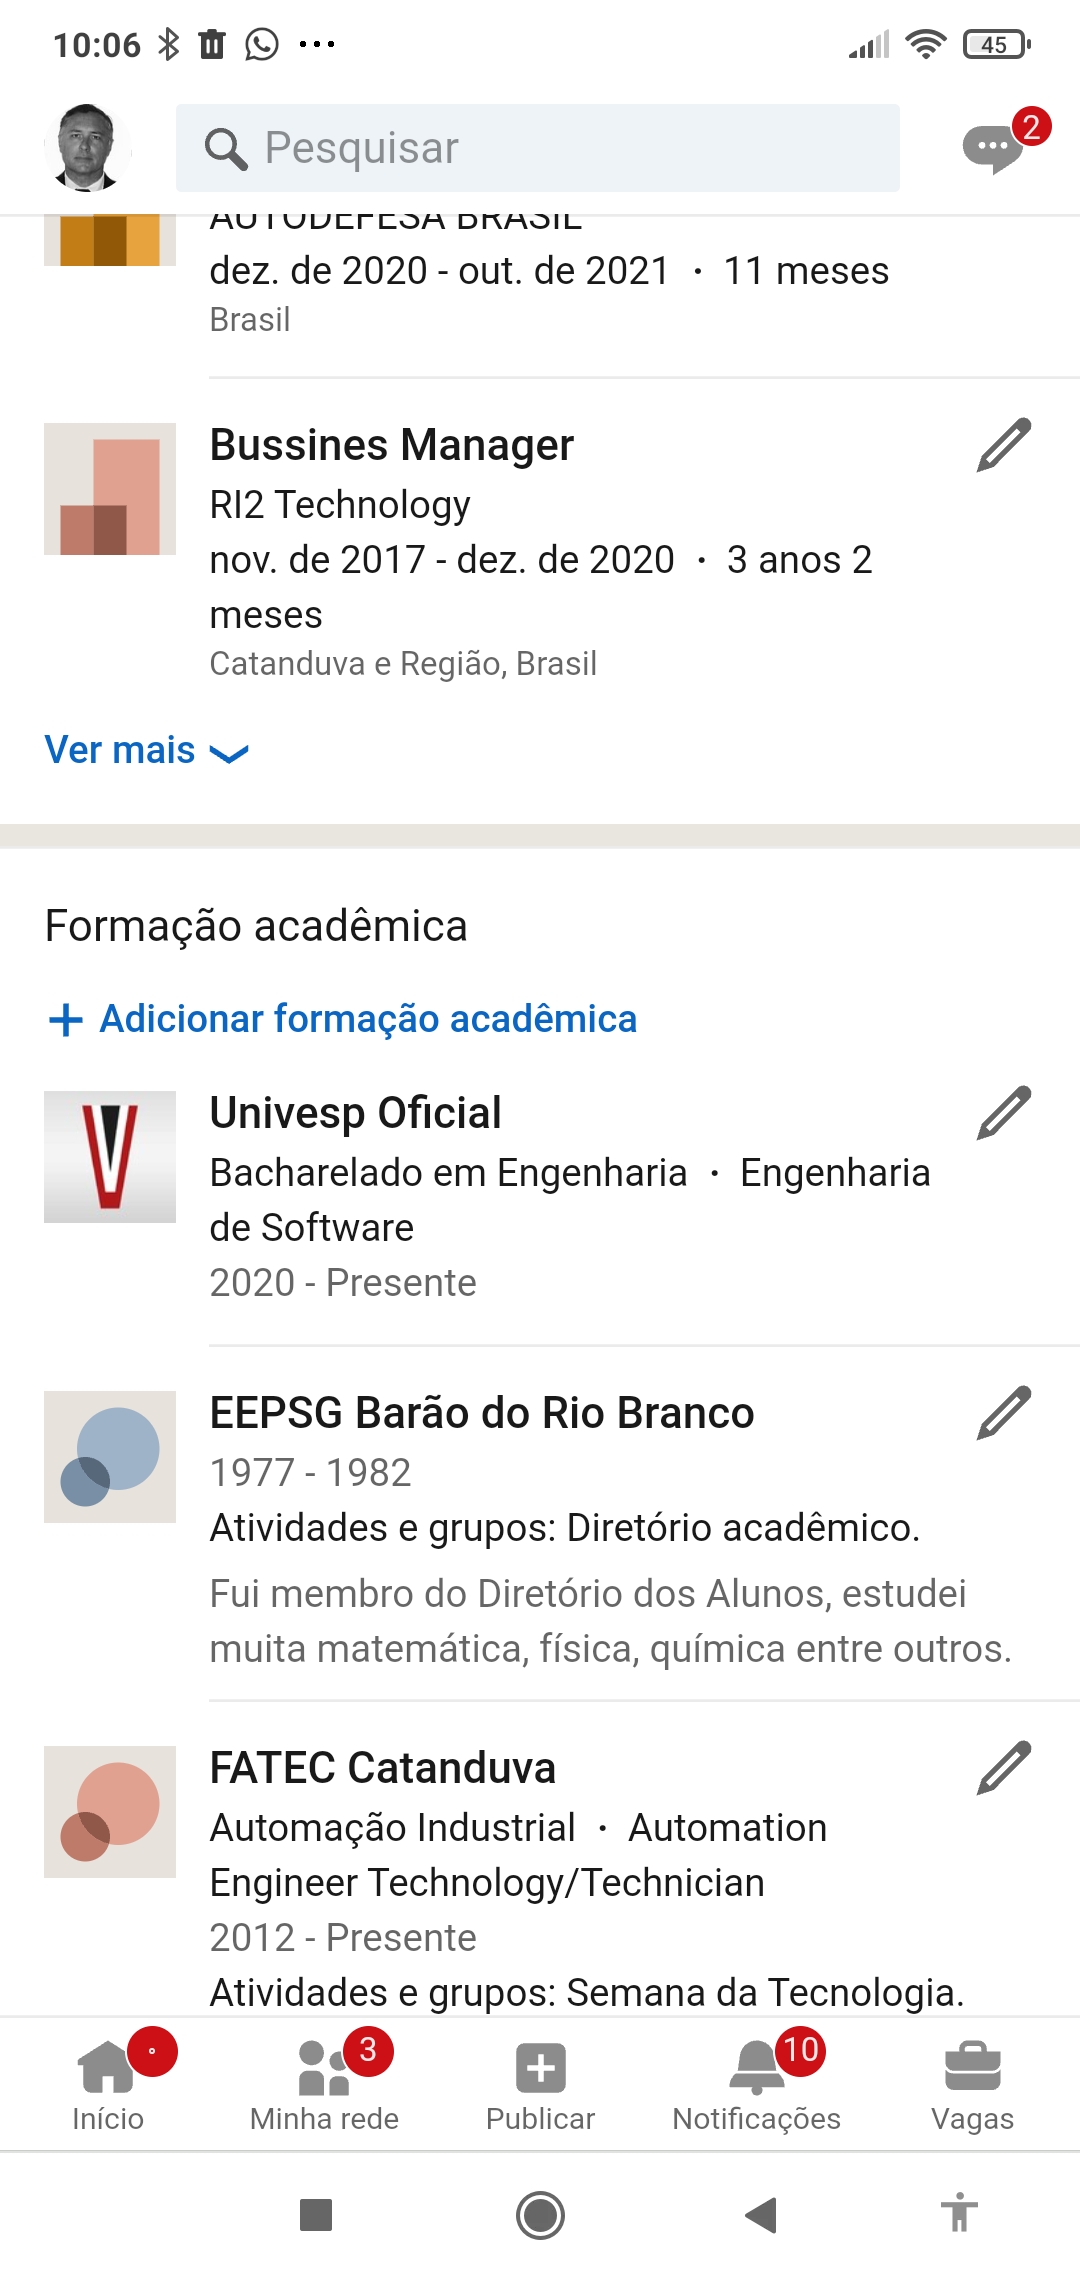 10:06
45
Pesquisar
2
AUTODEFESA BRASIL
dez. de 2020 - out. de 2021 • 11 meses
Brasil
Bussines Manager
RI2 Technology
nov. de 2017 - dez. de 2020 • 3 anos 2
meses
Catanduva e Região, Brasil
Ver mais
Formação acadêmica
+ Adicionar formação acadêmica
Univesp Oficial
Bacharelado em Engenharia • Engenharia
de Software
2020 - Presente
EEPSG Barão do Rio Branco
1977 - 1982
Atividades e grupos: Diretório acadêmico.
Fui membro do Diretório dos Alunos, estudei
muita matemática, física, química entre outros.
FATEC Catanduva
Automação Industrial • Automation
Engineer Technology/Technician
2012 - Presente
Atividades e grupos: Semana da Tecnologia.
3
10
Início
Minha rede
Publicar
Notificações
Vagas